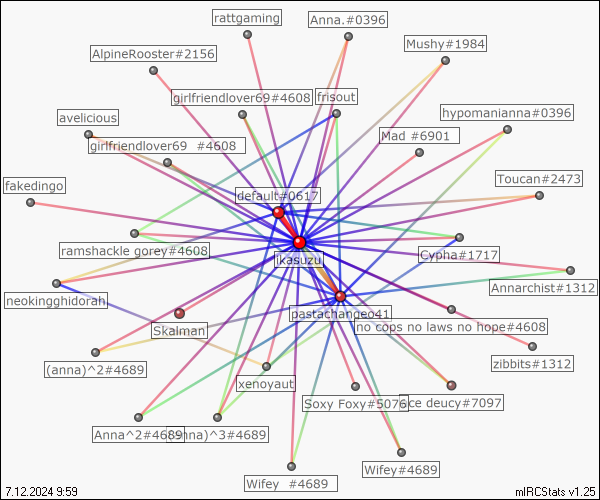 rattgaming
Anna.#0396
Mushy#1984
AlpineRooster#2156
girlfriendlover69#4608
frisout
hypomanianna#0396
avelicious
Mad #6901
girlfriendlover69 #4608
Toucan#2473
fakedingo
default#0617
ramshackle gorey#4608
ikasuzu
Cypha#1717
Annarchist#1312
neokingghidorah
pastachangeo41
Skalman
no cops no laws no hope#4608
zibbits#1312
(anna)^2#4689
xenoyaut
Soxy Foxy#5076
ce deucy#7097
Anna^2#4689
nna)^3#4689
Wifey#4689
Wifey #4689
7.12.2024 9:59
mIRCStats v1.25